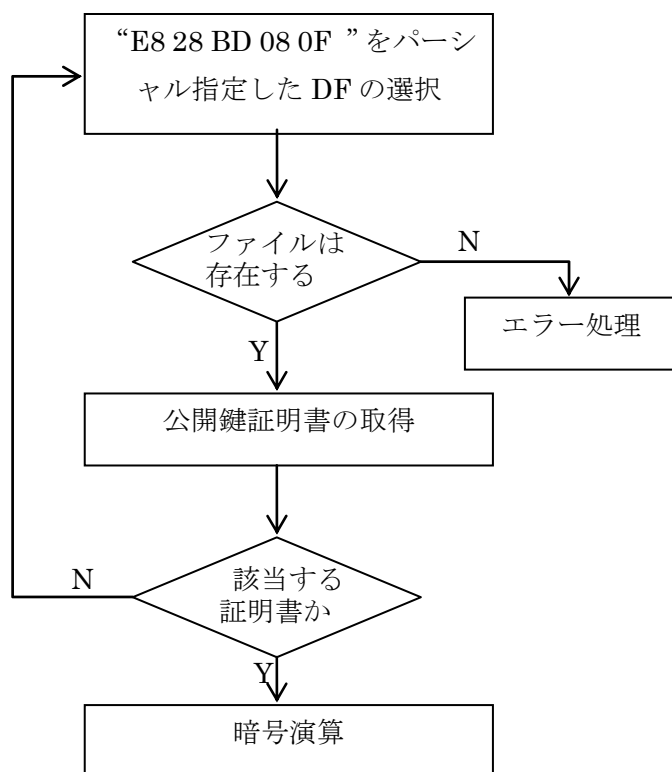 “E8 28 BD 08 0F ”をパーシ
ャル指定した DF の選択
ファイルは
存在する
N
エラー処理
Y
公開鍵証明書の取得
N
該当する
証明書か
Y
暗号演算